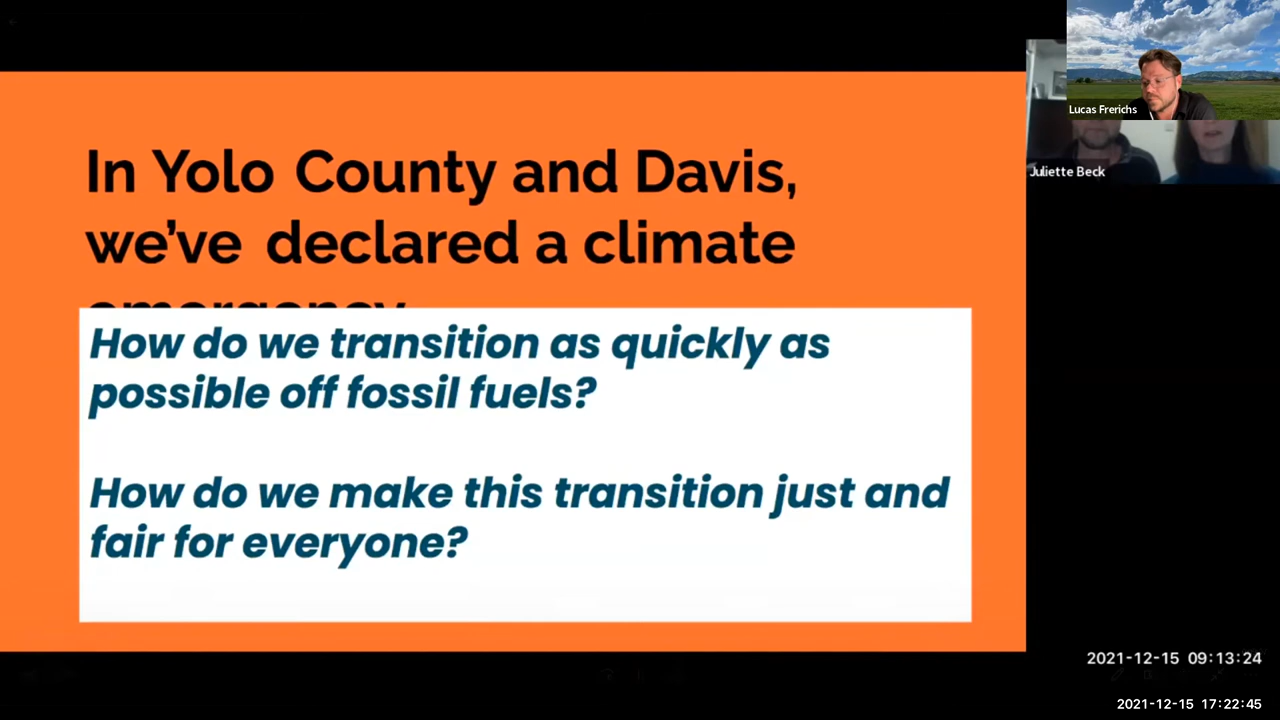 In Yolo County and Davis,
we've declared a climate
emergency
How do we transition as quickly as
possible off fossil fuels?
How do we make this transition just and
fair for everyone?
Lucas Frerichs
Juliette Beck
2021-12-15 09:13:24
2021-12-15 17:22:45